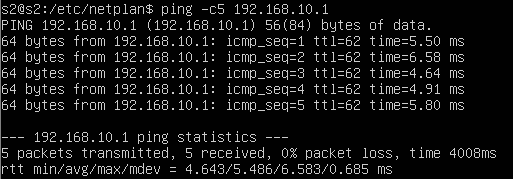 s2@s2:/etc/netplan$ ping -c5 192.168.10.1
PING 192.168.10.1 (192.168.10.1) 56(84) bytes of data.
64 bytes from 192.168.10.1: icmp_seq=1 ttl=62 time=5.50 ms
64 bytes from 192.168.10.1: icmp_seq=2 ttl=62 time=6.58 ms
64 bytes from 192.168.10.1: icmp_seq=3 ttl=62 time=4.64 ms
64 bytes from 192.168.10.1: icmp_seq=4 ttl=62 time=4.91 ms
64 bytes from 192.168.10.1: icmp_seq=5 ttl=62 time=5.80 ms
--- 192.168.10.1 ping statistics ---
5 packets transmitted, 5 received, 0% packet loss, time 4008ms
rtt min/avg/max/mdev = 4.643/5.486/6.583/0.685 ms